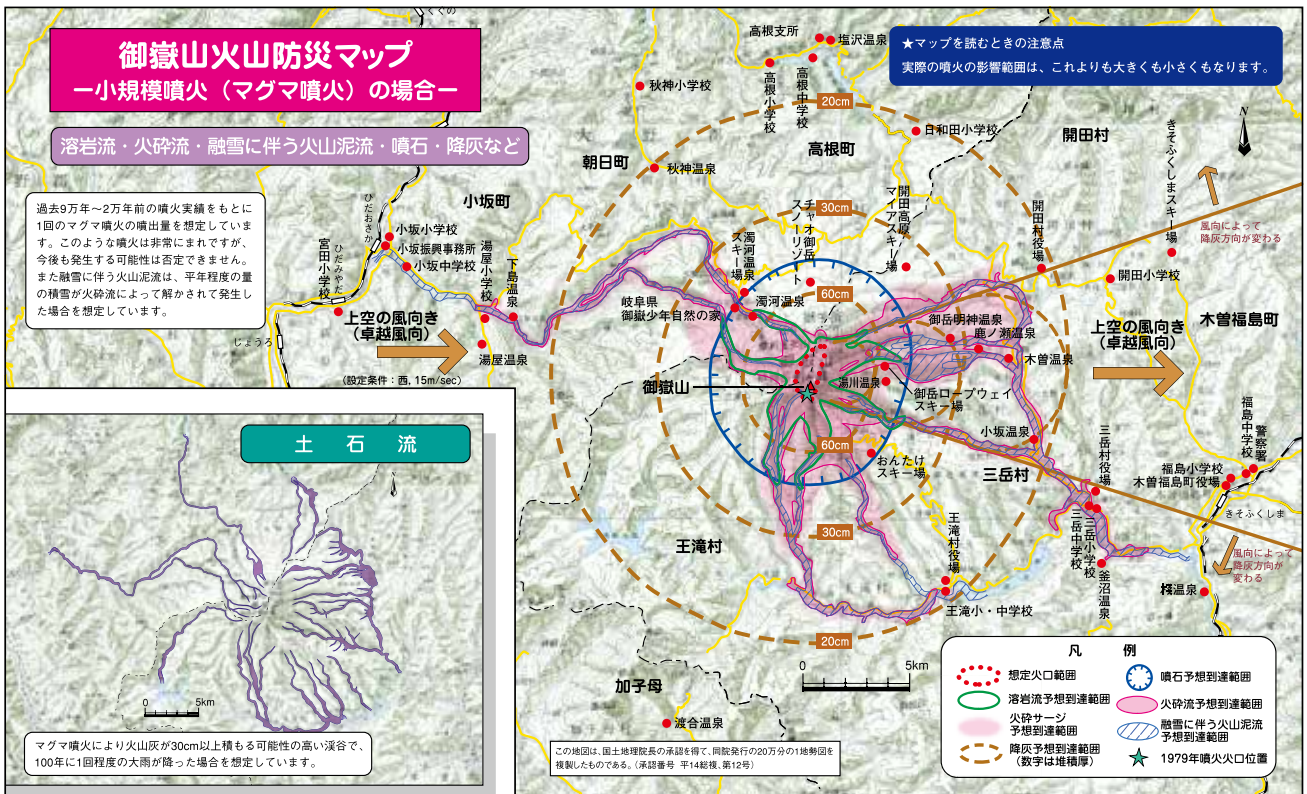 御嶽山火山防災マップ
ー小規模噴火（マグマ噴火）の場合ー
溶岩流・火砕流・融雪に伴う火山泥流・噴石・降灰など
過去9万年～2万年前の噴火実績をもとに
1回のマグマ噴火の噴出量を想定していま
す。このような噴火は非常にまれですが、
今後も発生する可能性は否定できません。
また融雪に伴う火山泥流は、平年程度の量
の積雪が火砕流によって解かされて発生し
た場合を想定しています。
★マップを読むときの注意点
実際の噴火の影響範囲は、これよりも大きくも小さくもなります。
高根支所
塩沢温泉
高根小学校
高根中学校
秋神小学校
20cm
日和田小学校
開田村
N
きそふくしまスキー場
朝日町
高根町
秋神温泉
小坂町
ひだおさか
小坂小学校
小坂振興事務所
小坂中学校
ひだみやだ
宮田小学校
湯屋小学校
下島温泉
湯屋温泉
じょうろ
上空の風向き
（卓越風向）
（設定条件：西，15m/sec）
30cm
チャオ御岳
スノーリゾート
開田高原
マイアスキー場
開田村役場
風向によって
降灰方向が変わる
開田小学校
濁河温泉
スキー場
濁河温泉
60cm
岐阜県
御嶽少年自然の家
御岳明神温泉
鹿ノ瀬温泉
木曽温泉
上空の風向き
（卓越風向）
木曽福島町
御嶽山
湯川温泉
御岳ロープウェイ
スキー場
小坂温泉
60cm
おんたけ
スキー場
三岳村
三岳村役場
福島中学校
警察署
福島小学校
木曽福島町役場
きそふくしま
30cm
王滝村
王滝村役場
三岳中学校
三岳小学校
釜沼温泉
風向によって
降灰方向が
変わる
桟温泉
王滝小・中学校
20cm
加子母
渡合温泉
0
5km
土石流
0
5km
マグマ噴火により火山灰が30cm以上積もる可能性の高い渓谷で、
100年に1回程度の大雨が降った場合を想定しています。
この地図は、国土地理院長の承認を得て、同院発行の20万分の1地勢図を
複製したものである。（承認番号 平14総複、第12号）
凡例
想定火口範囲
溶岩流予想到達範囲
火砕サージ
予想到達範囲
降灰予想到達範囲
（数字は堆積厚）
噴石予想到達範囲
火砕流予想到達範囲
融雪に伴う火山泥流
予想到達範囲
1979年噴火火口位置